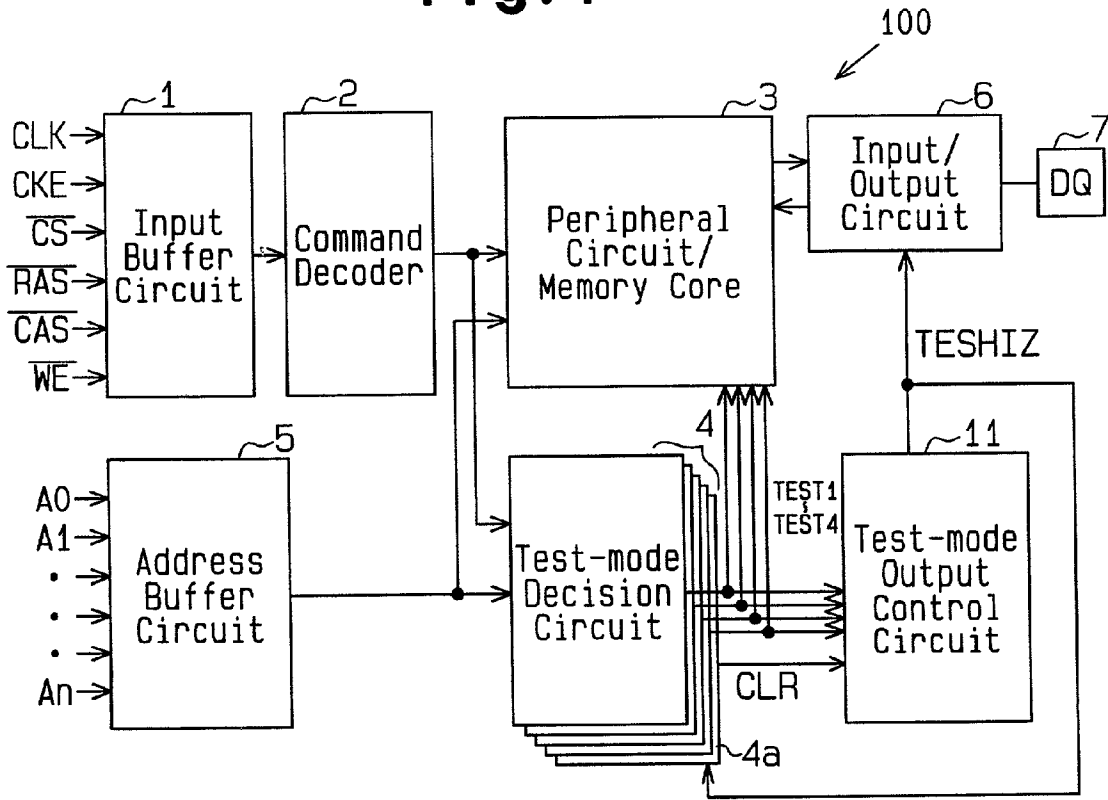 100
1
2
3
6
7
CLK
CKE
CS
RAS
CAS
WE
Input
Buffer
Circuit
Command
Decoder
Peripheral
Circuit/
Memory Core
Input/
Output
Circuit
DQ
TESHIZ
5
4
11
A0
A1
An
Address
Buffer
Circuit
Test-mode
Decision
Circuit
TEST1
TEST4
Test-mode
Output
Control
Circuit
CLR
4a